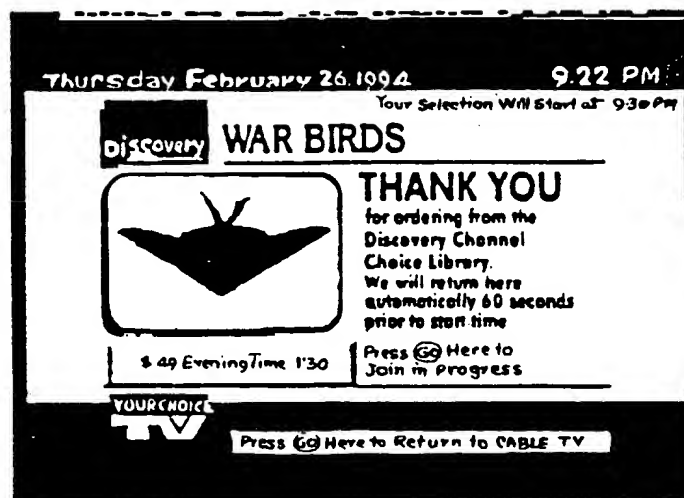 Thursday February 26.1994 9.22 PM
Your Selection Will Start at 9:30 PM
Discovery WAR BIRDS
THANK YOU
for ordering from the
Discovery Channel
Choice Library.
We will return here
automatically 60 seconds
prior to start time
$ .49 Evening Time 1'30
Press GO Here to
Join in Progress
YOUR CHOICE
TV
Press GO Here to Return to CABLE TV